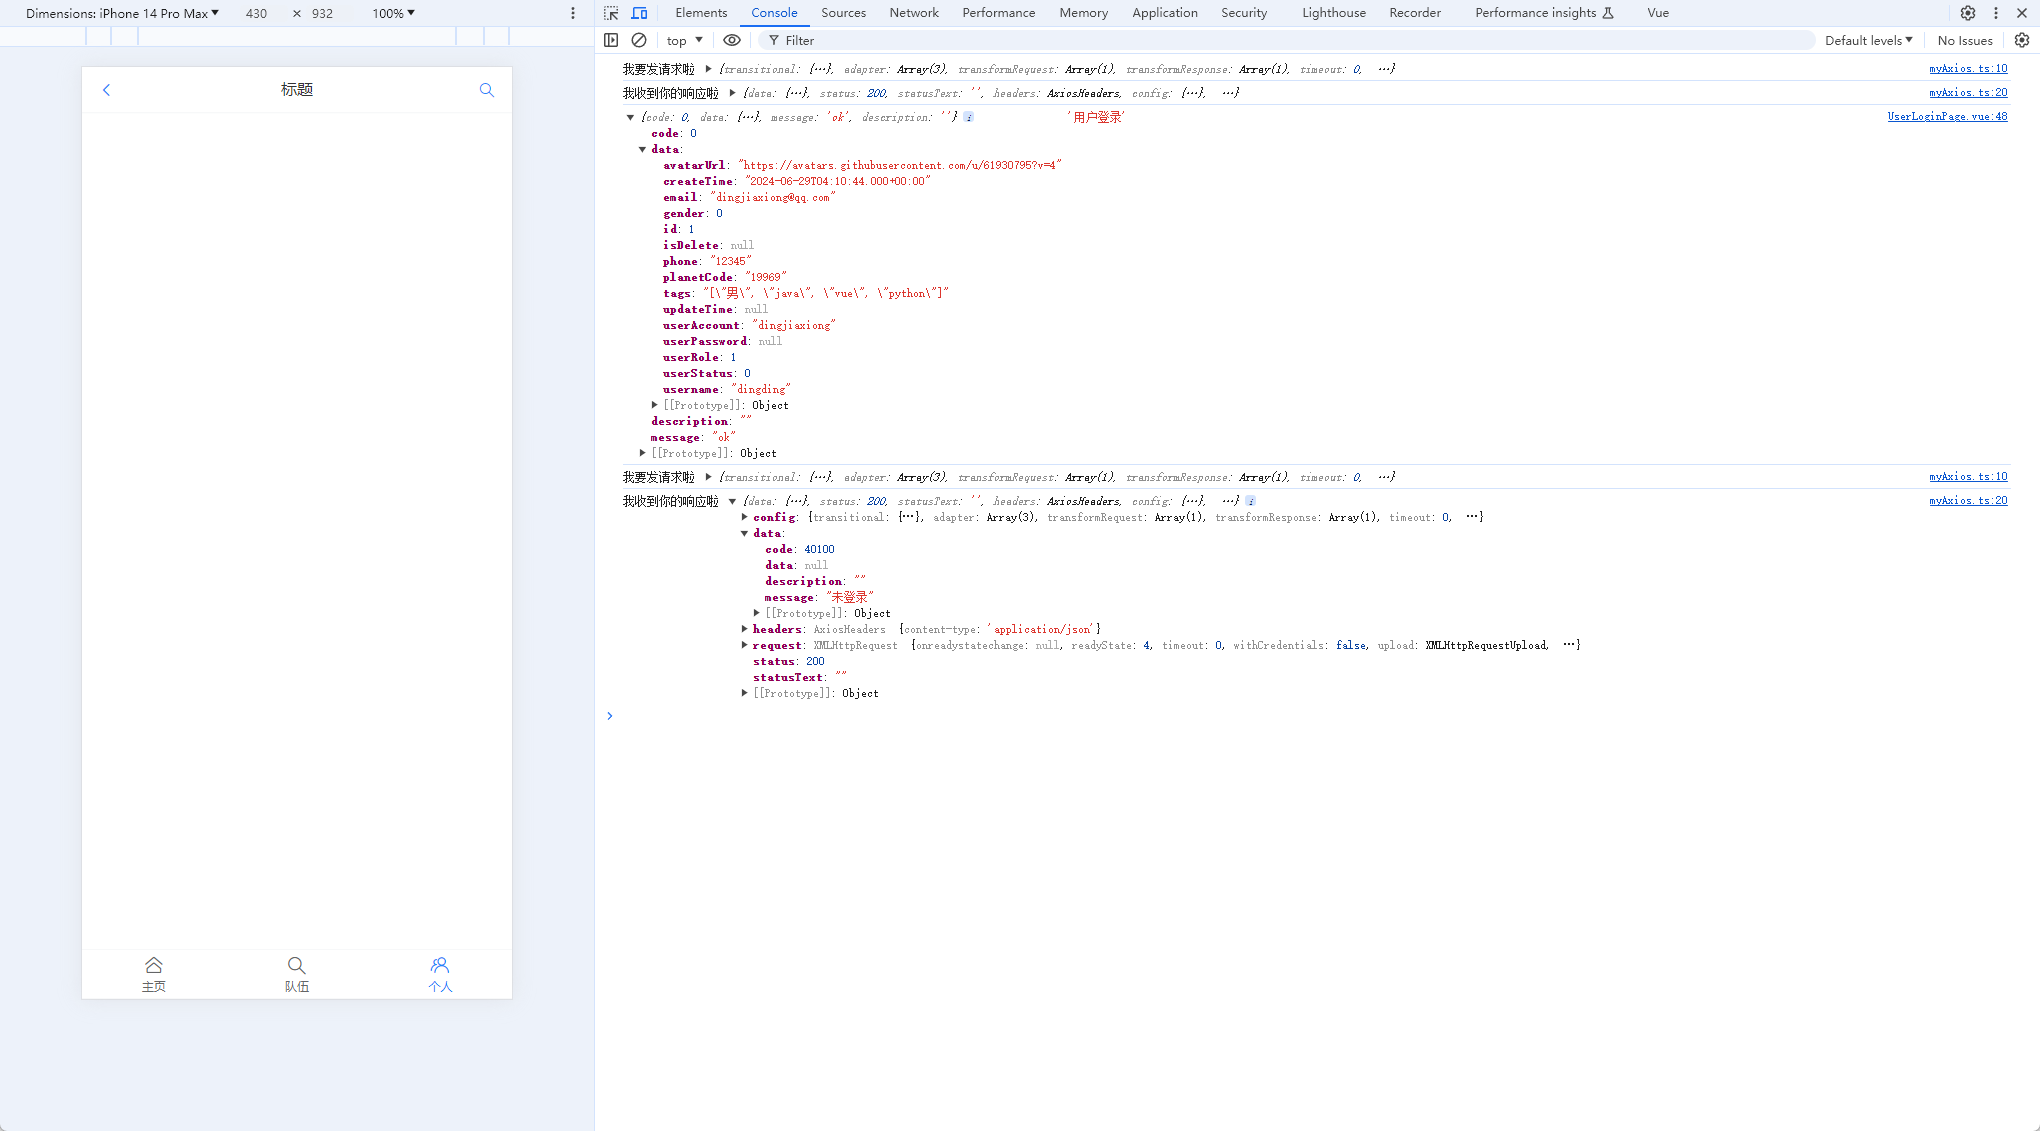 Dimensions: iPhone 14 Pro Max ▼ 430 × 932 100% ▼
Elements Console Sources Network Performance Memory Application Security Lighthouse Recorder Performance insights Vue
top ▼ Filter Default levels ▼ No Issues
标题
主页 队伍 个人
我要发请求啦 ▶ {transitional: {…}, adapter: Array(3), transformRequest: Array(1), transformResponse: Array(1), timeout: 0, …} myAxios.ts:10
我收到你的响应啦 ▶ {data: {…}, status: 200, statusText: '', headers: AxiosHeaders, config: {…}, …} myAxios.ts:20
▼ {code: 0, data: {…}, message: 'ok', description: ''} i '用户登录' UserLoginPage.vue:48
code: 0
▼ data:
avatarUrl: "https://avatars.githubusercontent.com/u/61930795?v=4"
createTime: "2024-06-29T04:10:44.000+00:00"
email: "dingjiaxiong@qq.com"
gender: 0
id: 1
isDelete: null
phone: "12345"
planetCode: "19969"
tags: "[\"男\", \"java\", \"vue\", \"python\"]"
updateTime: null
userAccount: "dingjiaxiong"
userPassword: null
userRole: 1
userStatus: 0
username: "dingding"
▶ [[Prototype]]: Object
description: ""
message: "ok"
▶ [[Prototype]]: Object
我要发请求啦 ▶ {transitional: {…}, adapter: Array(3), transformRequest: Array(1), transformResponse: Array(1), timeout: 0, …} myAxios.ts:10
我收到你的响应啦 ▼ {data: {…}, status: 200, statusText: '', headers: AxiosHeaders, config: {…}, …} i myAxios.ts:20
▶ config: {transitional: {…}, adapter: Array(3), transformRequest: Array(1), transformResponse: Array(1), timeout: 0, …}
▼ data:
code: 40100
data: null
description: ""
message: "未登录"
▶ [[Prototype]]: Object
▶ headers: AxiosHeaders {content-type: 'application/json'}
▶ request: XMLHttpRequest {onreadystatechange: null, readyState: 4, timeout: 0, withCredentials: false, upload: XMLHttpRequestUpload, …}
status: 200
statusText: ""
▶ [[Prototype]]: Object